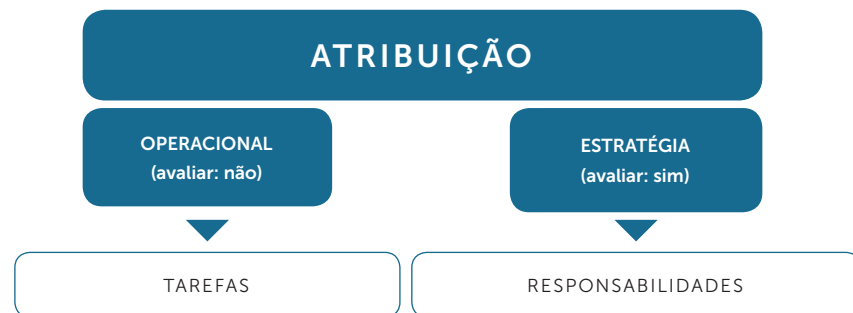 ATRIBUIÇÃO
OPERACIONAL
(avaliar: não)
ESTRATÉGIA
(avaliar: sim)
TAREFAS
RESPONSABILIDADES